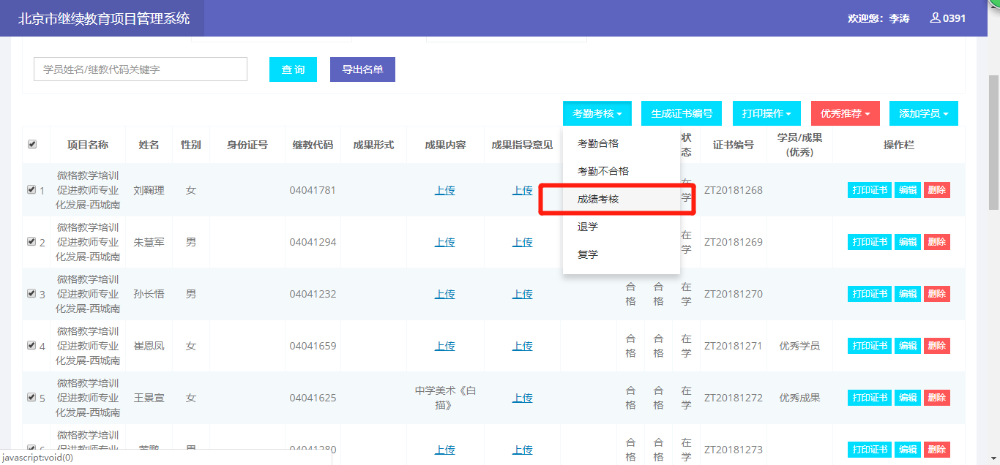 北京市继续教育项目管理系统
欢迎您：李涛
0391
学员姓名/继教代码关键字
查 询
导出名单
考勤考核
生成证书编号
打印操作
优秀推荐
添加学员
项目名称 姓名 性别 身份证号 继教代码 成果形式 成果内容 成果指导意见 状态 证书编号 学员/成果(优秀) 操作栏
考勤合格
考勤不合格
成绩考核
退学
复学
1 微格教学培训促进教师专业化发展-西城南 刘鞠理 女 04041781 上传 上传 在学 ZT20181268 打印证书 编辑 删除
2 微格教学培训促进教师专业化发展-西城南 朱慧军 男 04041294 上传 上传 在学 ZT20181269 打印证书 编辑 删除
3 微格教学培训促进教师专业化发展-西城南 孙长悟 男 04041232 上传 上传 合格 合格 在学 ZT20181270 打印证书 编辑 删除
4 微格教学培训促进教师专业化发展-西城南 崔恩凤 女 04041659 上传 上传 合格 合格 在学 ZT20181271 优秀学员 打印证书 编辑 删除
5 微格教学培训促进教师专业化发展-西城南 王景宣 女 04041625 中学美术《白描》 上传 合格 合格 在学 ZT20181272 优秀成果 打印证书 编辑 删除
微格教学培训 04041280 上传 上传 合格 合格 在学 ZT20181273 打印证书 编辑 删除
javascript:void(0)